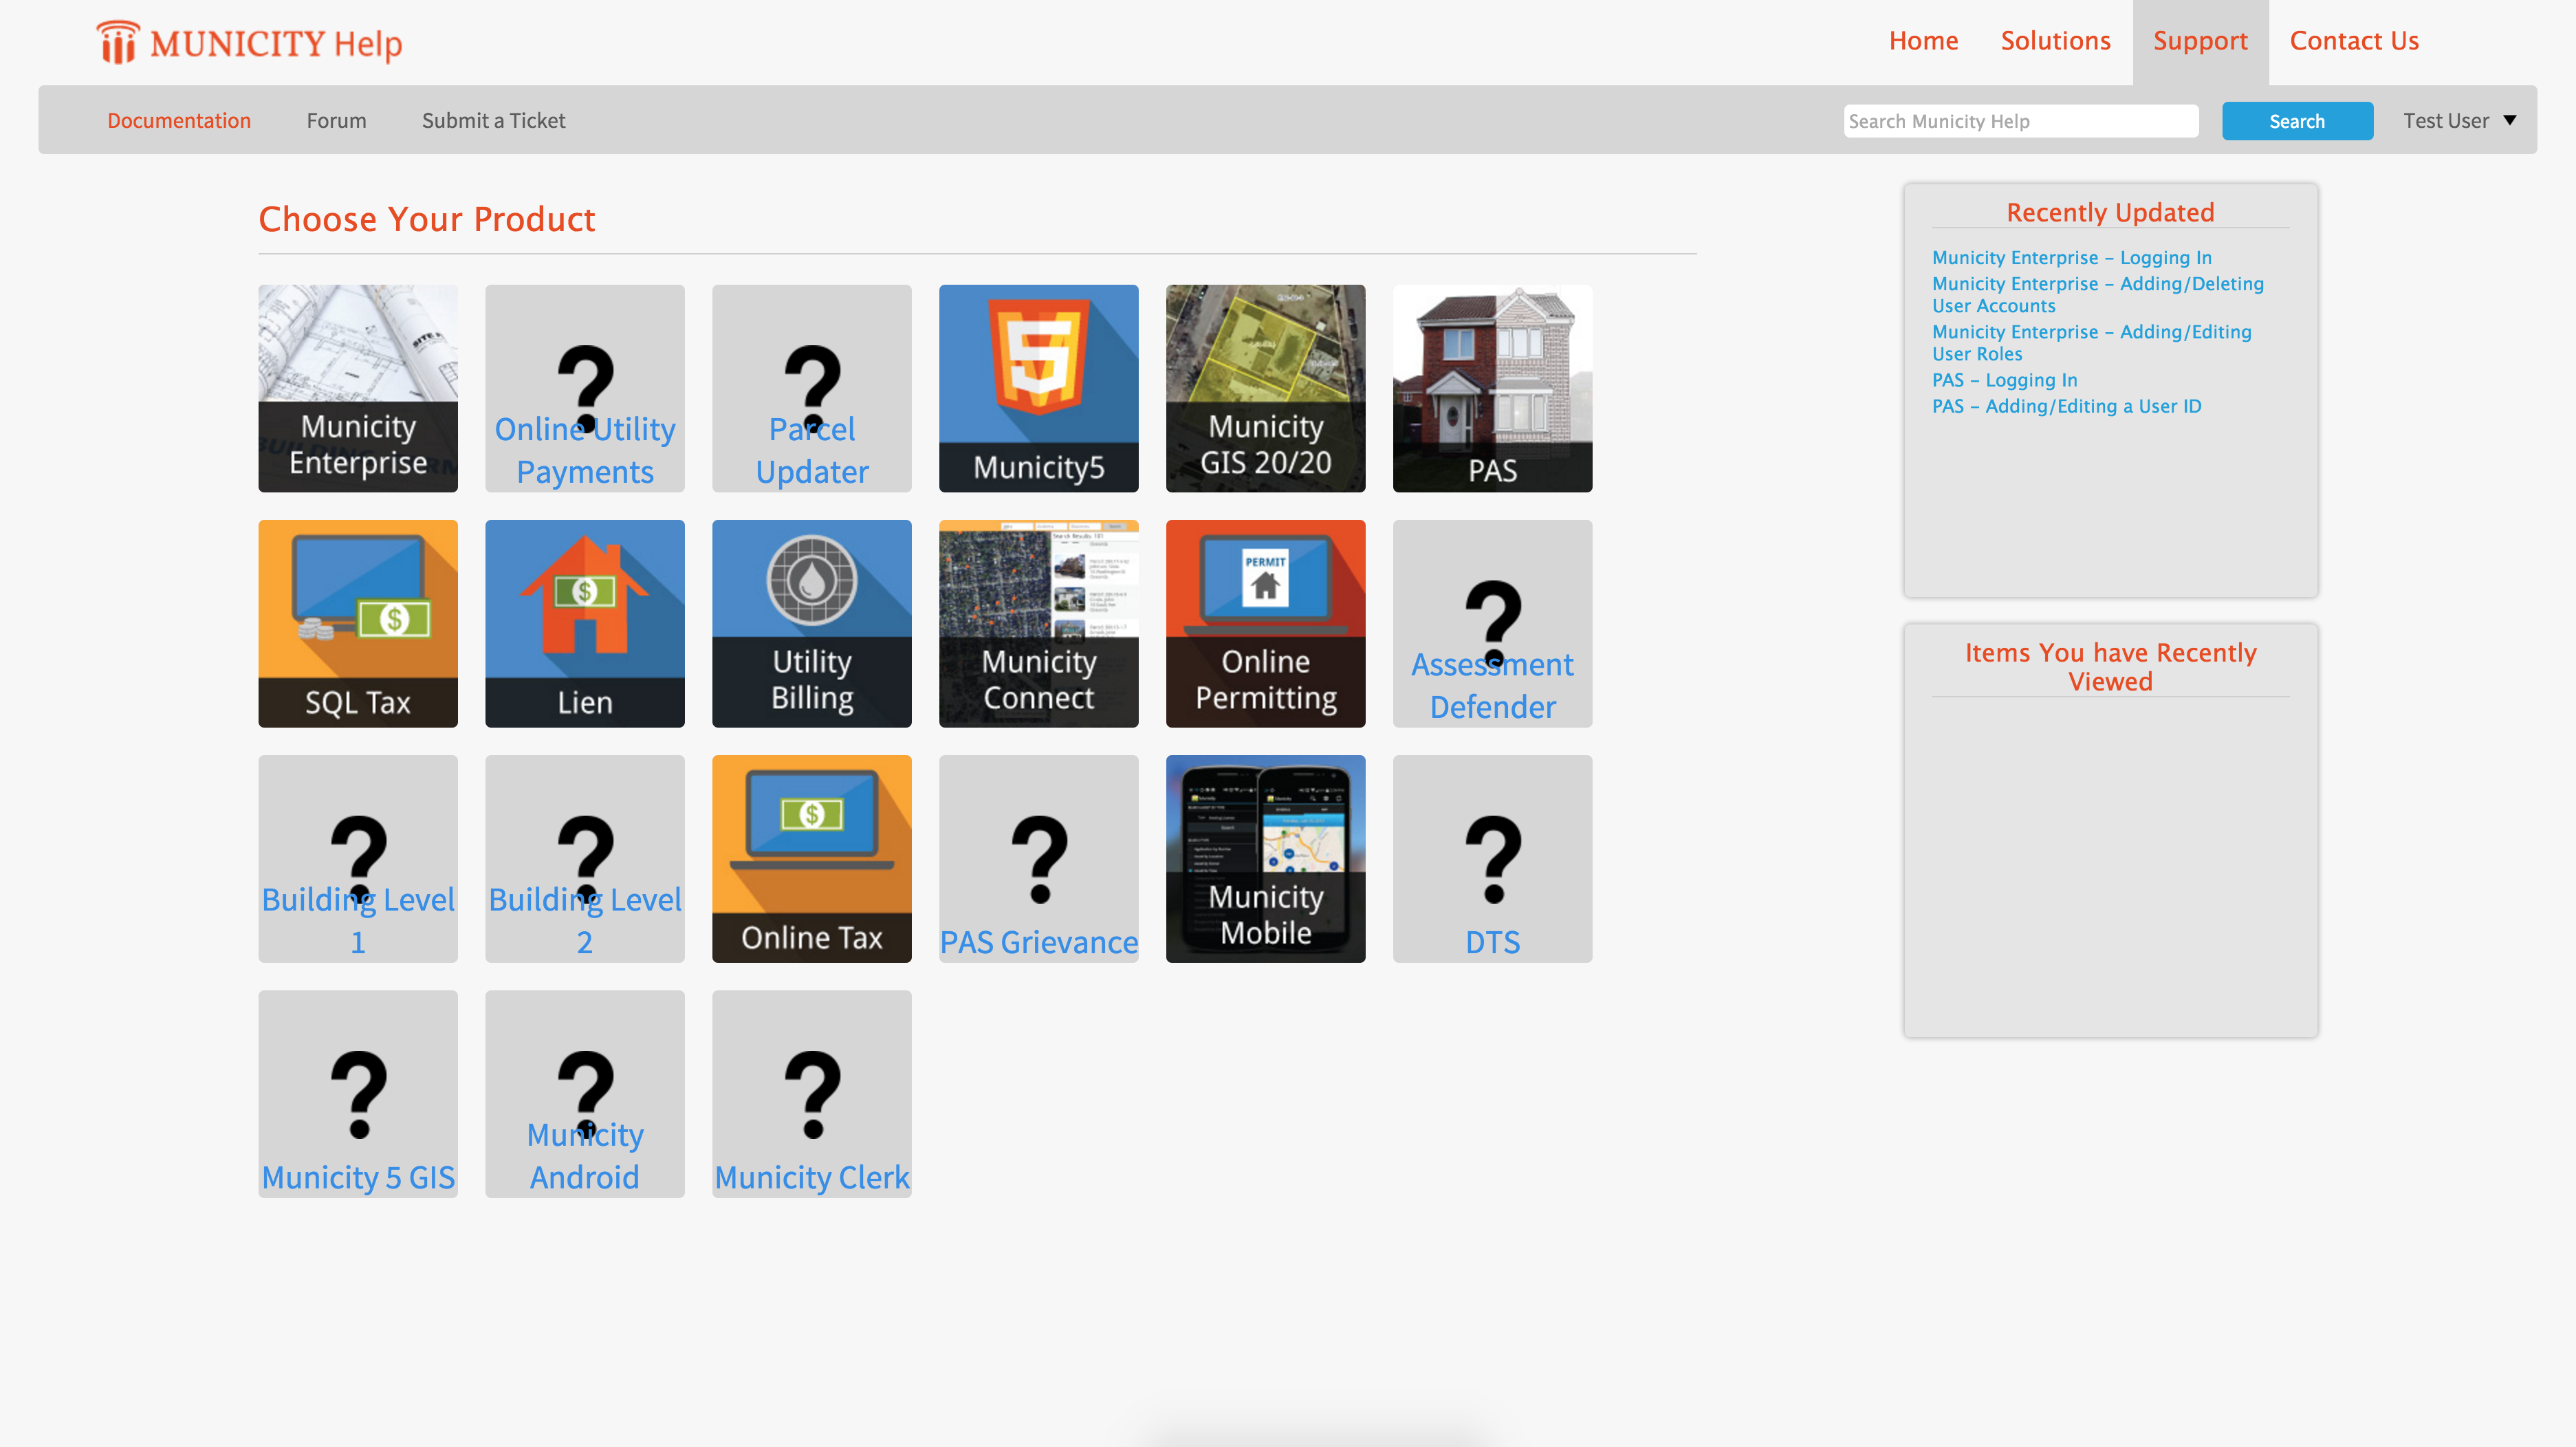 MUNICITY Help
Home
Solutions
Support
Contact Us
Documentation
Forum
Submit a Ticket
Search Municity Help
Search
Test User
Choose Your Product
Municity
Enterprise
Online Utility
Payments
Parcel
Updater
Municity5
Municity
GIS 20/20
PAS
SQL Tax
Lien
Utility
Billing
Municity
Connect
PERMIT
Online
Permitting
Assessment
Defender
Building Level
1
Building Level
2
Online Tax
PAS Grievance
Municity
Mobile
DTS
Municity 5 GIS
Municity
Android
Municity Clerk
Recently Updated
Municity Enterprise – Logging In
Municity Enterprise – Adding/Deleting
User Accounts
Municity Enterprise – Adding/Editing
User Roles
PAS – Logging In
PAS – Adding/Editing a User ID
Items You have Recently
Viewed